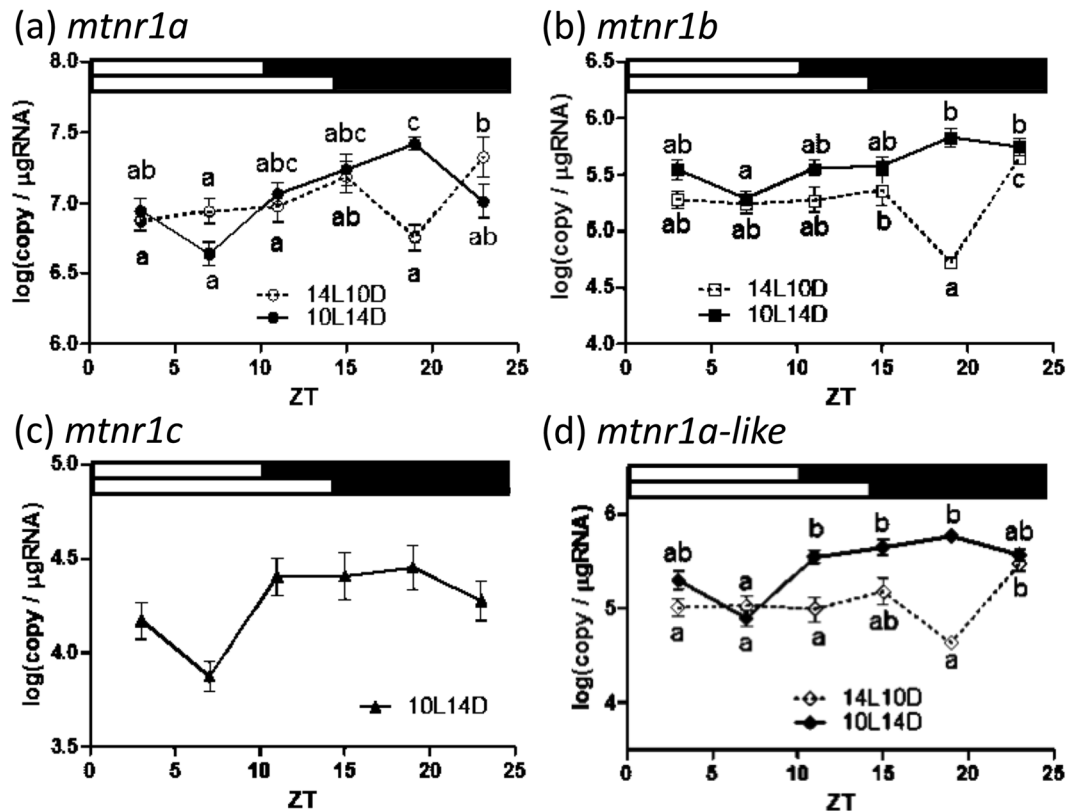 (a) mtnr1a
log(copy / µgRNA)
8.0
7.5
7.0
6.5
6.0
ab
a
abc
abc
c
b
a
a
a
ab
a
ab
14L10D
10L14D
0
5
10
15
20
25
ZT
(b) mtnr1b
log(copy / µgRNA)
6.5
6.0
5.5
5.0
4.5
4.0
ab
a
ab
ab
b
b
ab
ab
ab
b
a
c
14L10D
10L14D
0
5
10
15
20
25
ZT
(c) mtnr1c
log(copy / µgRNA)
5.0
4.5
4.0
3.5
10L14D
0
5
10
15
20
25
ZT
(d) mtnr1a-like
log(copy / µgRNA)
6
5
4
ab
a
b
b
b
ab
a
a
a
ab
a
b
14L10D
10L14D
0
5
10
15
20
25
ZT